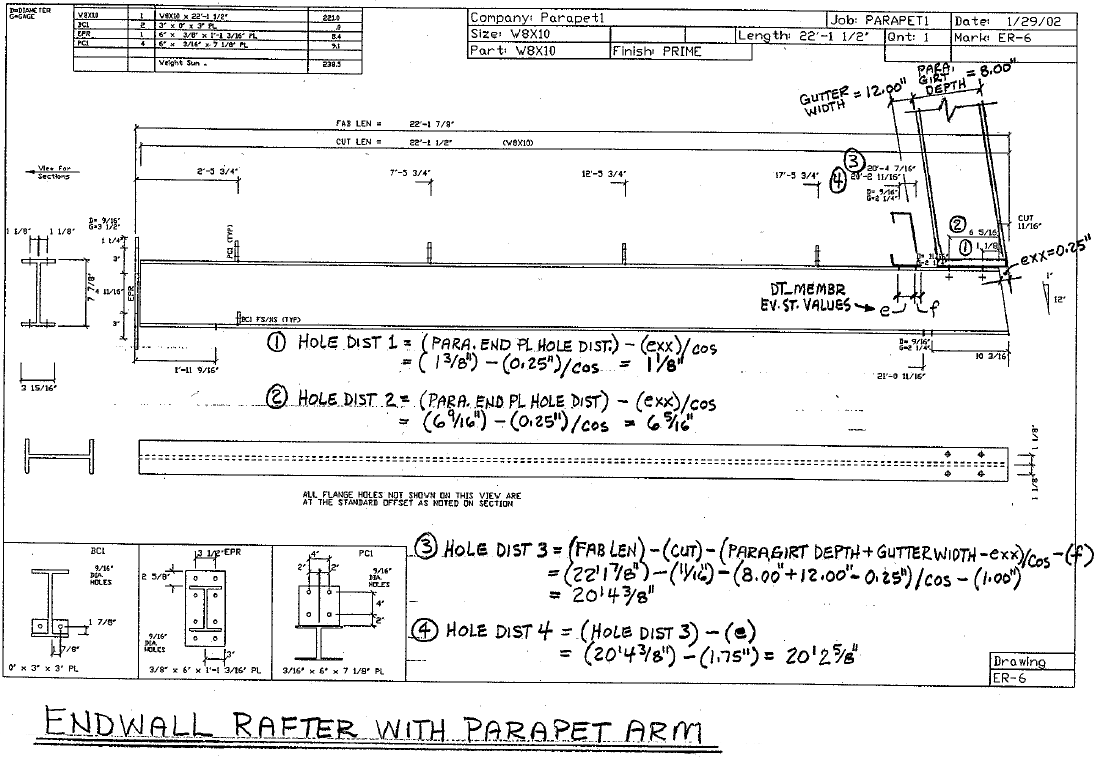 D=DIAMETER
G=GAGE
W8X10 1 W8X10 x 22'-1 1/2" 221.0
BC1 2 3" x 0" x 3" PL
EPR 1 6" x 3/8" x 1'-1 3/16" PL 8.4
PC1 4 6" x 3/16" x 7 1/8" PL 9.1
Weight Sum = 238.5
Company: Parapet1 Job: PARAPET1 Date: 1/29/02
Size: W8X10 Length: 22'-1 1/2" Qnt: 1 Mark: ER-6
Part: W8X10 Finish: PRIME
GUTTER WIDTH = 12.00"
PARA. GIRT DEPTH = 8.00"
FAB LEN = 22'-1 7/8"
CUT LEN = 22'-1 1/2" (W8X10)
View For Sections
2'-5 3/4" 7'-5 3/4" 12'-5 3/4" 17'-5 3/4"
③ 20'-4 7/16"
④ 20'-2 11/16"
D= 9/16"
G=2 1/4"
CUT
11/16"
② 6 5/16"
① 1 1/8"
exx=0.25"
1"
12"
1 1/8" 1 1/8"
D= 9/16"
G=3 1/2"
1 1/4"
3"
4 11/16"
3"
7 7/8"
EPR
PC1 (TYP)
BC1 FS/NS (TYP)
DT_MEMBR
EV.ST. VALUES → e f
D= 9/16"
G=2 1/4"
10 3/16"
21'-0 11/16"
1'-11 9/16"
3 15/16"
① HOLE DIST 1 = (PARA. END PL HOLE DIST.) - (exx)/cos
= (1 3/8") - (0.25")/cos = 1 1/8"
② HOLE DIST 2 = (PARA. END PL HOLE DIST) - (exx)/cos
= (6 9/16") - (0.25")/cos = 6 5/16"
1 1/8 1 1/8
ALL FLANGE HOLES NOT SHOWN ON THIS VIEW ARE
AT THE STANDARD OFFSET AS NOTED ON SECTION
③ HOLE DIST 3 = (FAB LEN) - (CUT) - (PARA GIRT DEPTH + GUTTER WIDTH - exx)/cos - (f)
= (22'1 7/8") - (11/16") - (8.00" + 12.00" - 0.25")/cos - (1.00")
= 20'4 3/8"
④ HOLE DIST 4 = (HOLE DIST 3) - (e)
= (20'4 3/8") - (1.75") = 20'2 5/8"
BC1
9/16"
DIA.
HOLES
1 7/8"
1 7/8"
0" x 3" x 3" PL
3 1/2" EPR
2 5/8"
9/16"
DIA.
HOLES
3"
3/8" x 6" x 1'-1 3/16" PL
PC1
4"
2" 2"
9/16"
DIA.
HOLES
4"
2"
3/16" x 6" x 7 1/8" PL
Drawing
ER-6
ENDWALL RAFTER WITH PARAPET ARM